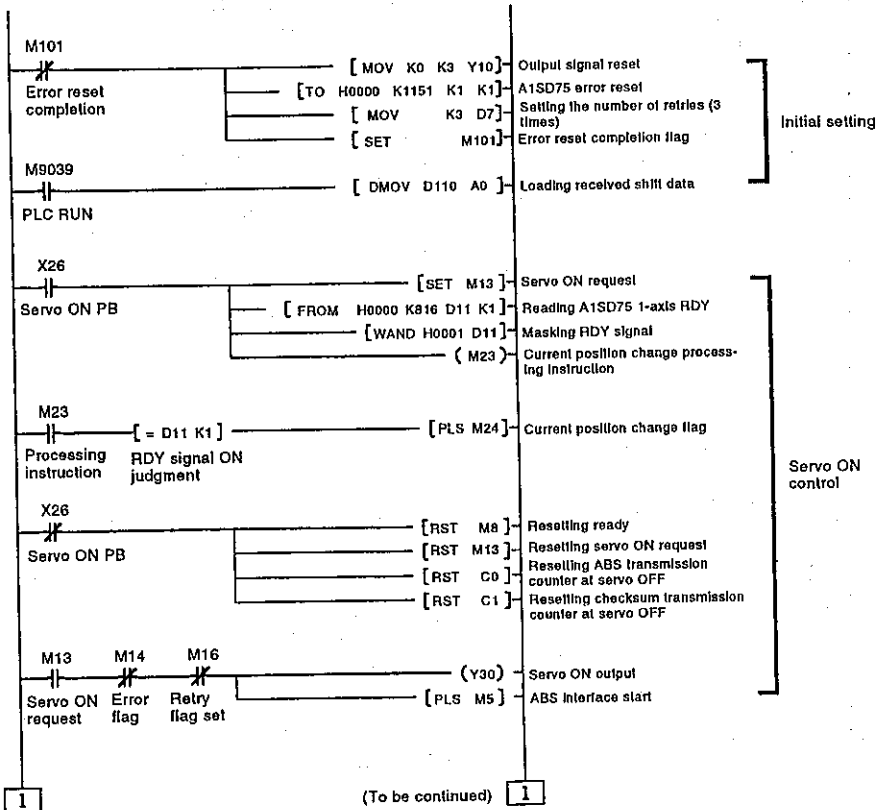 M101
Error reset
completion
[ MOV K0 K3 Y10 ] Output signal reset
[TO H0000 K1151 K1 K1] A1SD75 error reset
[ MOV K3 D7] Setting the number of retries (3
times)
[ SET M101] Error reset completion flag
Initial setting
M9039
PLC RUN
[ DMOV D110 A0 ] Loading received shift data
X26
Servo ON PB
[SET M13 ] Servo ON request
[ FROM H0000 K816 D11 K1] Reading A1SD75 1-axis RDY
[WAND H0001 D11] Masking RDY signal
( M23 ) Current position change process-
ing instruction
M23
Processing
instruction
[ = D11 K1 ]
RDY signal ON
judgment
[PLS M24] Current position change flag
Servo ON
control
X26
Servo ON PB
[RST M8 ] Resetting ready
[RST M13 ] Resetting servo ON request
[RST C0 ] Resetting ABS transmission
counter at servo OFF
[RST C1 ] Resetting checksum transmission
counter at servo OFF
M13 M14 M16
Servo ON
request
Error
flag
Retry
flag set
(Y30) Servo ON output
[PLS M5 ] ABS interface start
1 (To be continued) 1